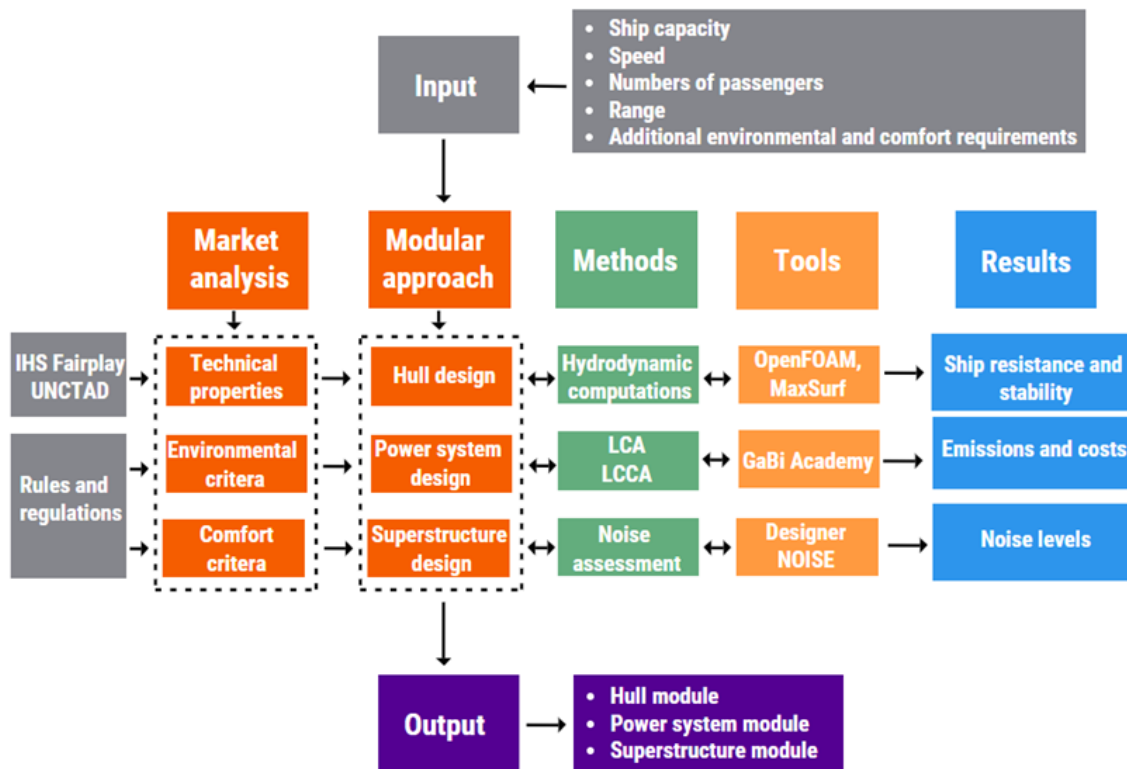 • Ship capacity
• Speed
• Numbers of passengers
• Range
• Additional environmental and comfort requirements
Input
Market
analysis
Modular
approach
Methods
Tools
Results
IHS Fairplay
UNCTAD
Technical
properties
Hull design
Hydrodynamic
computations
OpenFOAM,
MaxSurf
Ship resistance and
stability
Rules and
regulations
Environmental
critera
Power system
design
LCA
LCCA
GaBi Academy
Emissions and costs
Comfort
critera
Superstructure
design
Noise
assessment
Designer
NOISE
Noise levels
Output
• Hull module
• Power system module
• Superstructure module